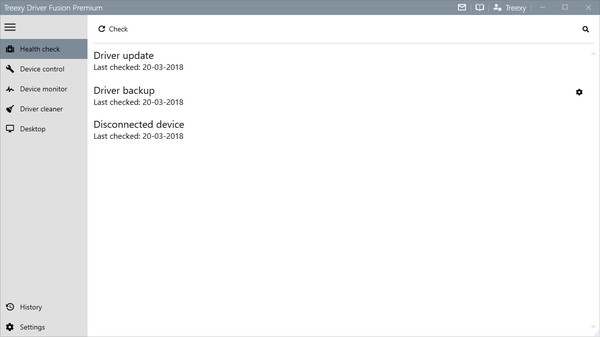 Treexy Driver Fusion Premium
Treexy
Check
Health check
Device control
Device monitor
Driver cleaner
Desktop
Driver update
Last checked: 20-03-2018
Driver backup
Last checked: 20-03-2018
Disconnected device
Last checked: 20-03-2018
History
Settings